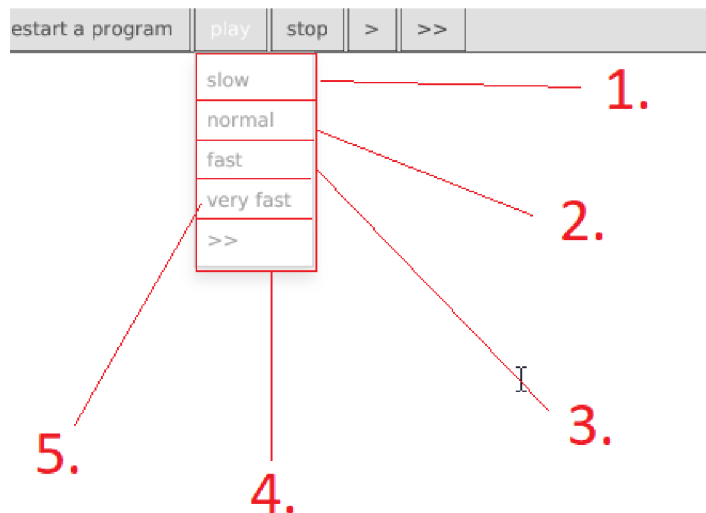 estart a program play stop > >>
slow
normal
fast
very fast
>>
1.
2.
3.
4.
5.